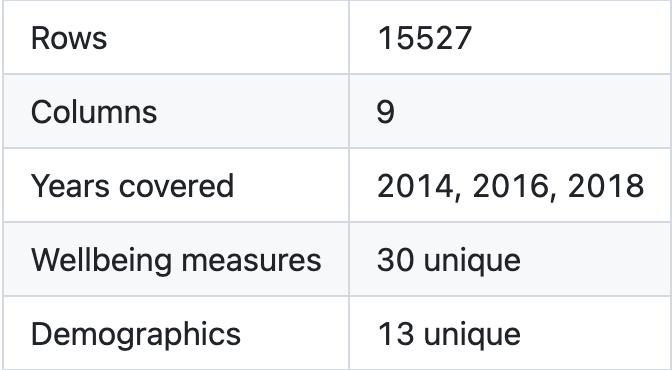 Rows 15527
Columns 9
Years covered 2014, 2016, 2018
Wellbeing measures 30 unique
Demographics 13 unique